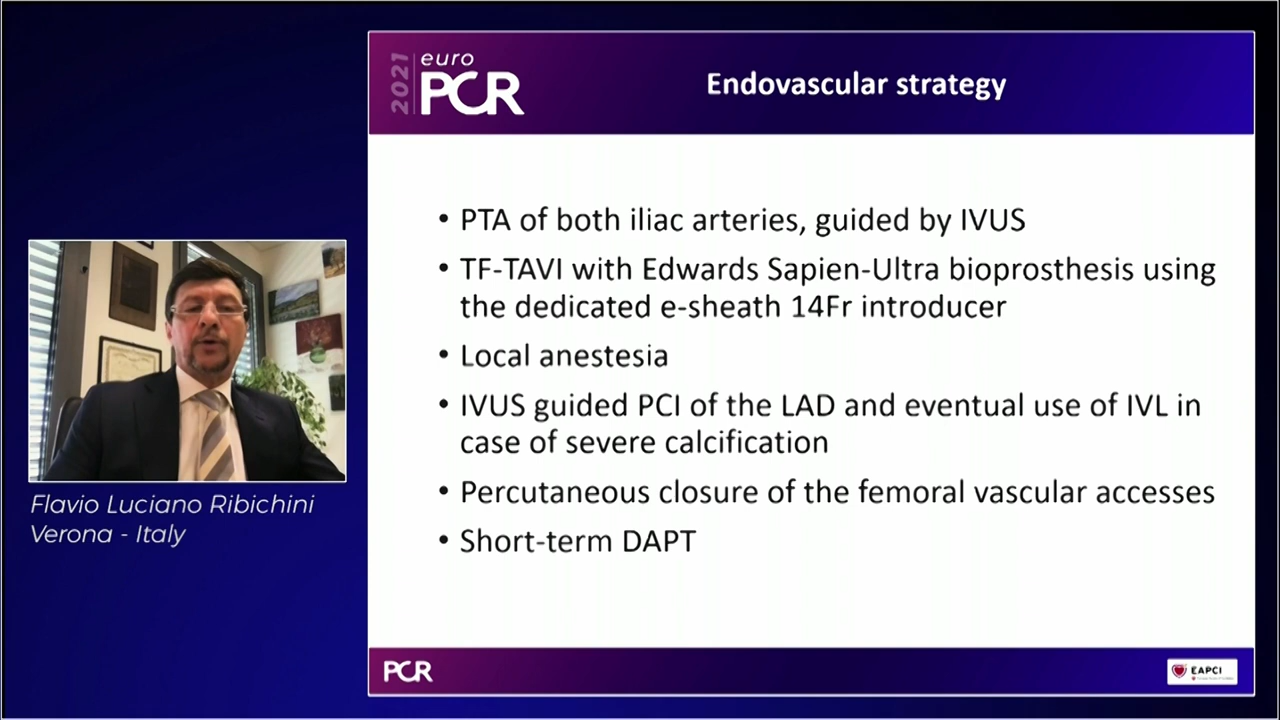 2021
euro
PCR
Endovascular strategy
• PTA of both iliac arteries, guided by IVUS
• TF-TAVI with Edwards Sapien-Ultra bioprosthesis using
the dedicated e-sheath 14Fr introducer
• Local anestesia
• IVUS guided PCI of the LAD and eventual use of IVL in
case of severe calcification
• Percutaneous closure of the femoral vascular accesses
• Short-term DAPT
Flavio Luciano Ribichini
Verona - Italy
PCR
EAPCI